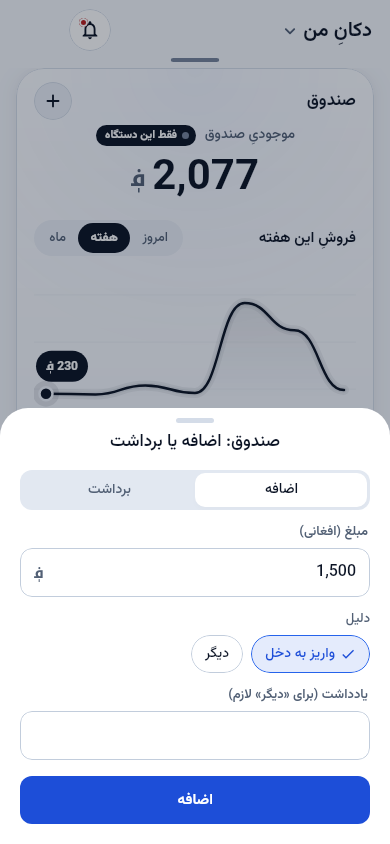 دکانِ من
صندوق
موجودیِ صندوق
فقط این دستگاه
2,077 ؋
فروشِ این هفته
امروز
هفته
ماه
230 ؋
صندوق: اضافه یا برداشت
اضافه
برداشت
مبلغ (افغانی)
1,500
؋
دلیل
واریز به دخل
دیگر
یادداشت (برای «دیگر» لازم)
اضافه